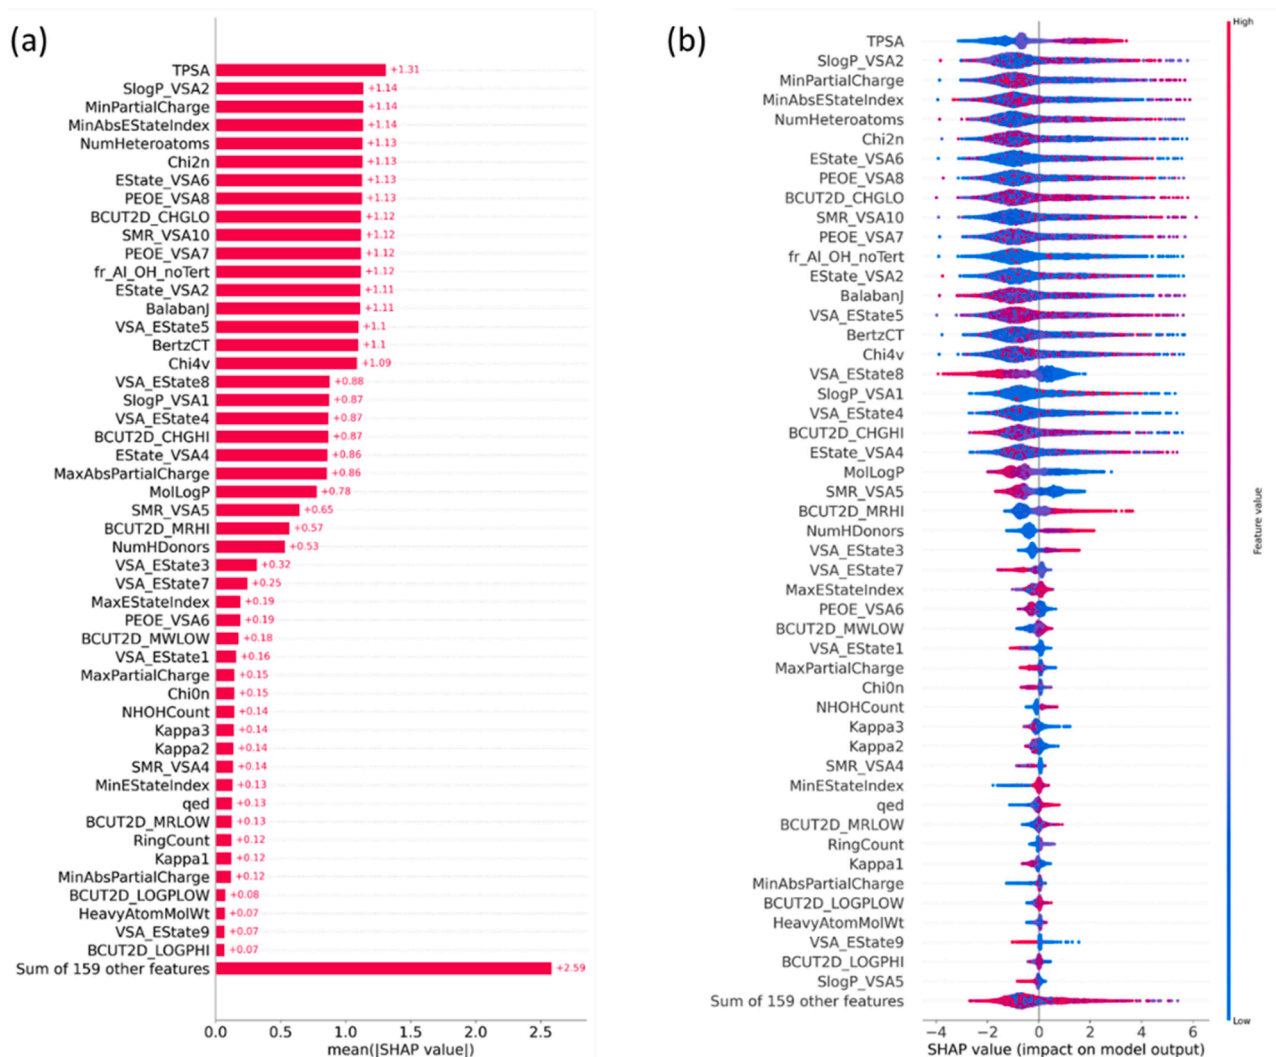 (a)
TPSA +1.31
SlogP_VSA2 +1.14
MinPartialCharge +1.14
MinAbsEStateIndex +1.14
NumHeteroatoms +1.13
Chi2n +1.13
EState_VSA6 +1.13
PEOE_VSA8 +1.13
BCUT2D_CHGLO +1.12
SMR_VSA10 +1.12
PEOE_VSA7 +1.12
fr_Al_OH_noTert +1.12
EState_VSA2 +1.11
BalabanJ +1.11
VSA_EState5 +1.1
BertzCT +1.1
Chi4v +1.09
VSA_EState8 +0.88
SlogP_VSA1 +0.87
VSA_EState4 +0.87
BCUT2D_CHGHI +0.87
EState_VSA4 +0.86
MaxAbsPartialCharge +0.86
MolLogP +0.78
SMR_VSA5 +0.65
BCUT2D_MRHI +0.57
NumHDonors +0.53
VSA_EState3 +0.32
VSA_EState7 +0.25
MaxEStateIndex +0.19
PEOE_VSA6 +0.19
BCUT2D_MWLOW +0.18
VSA_EState1 +0.16
MaxPartialCharge +0.15
Chi0n +0.15
NHOHCount +0.14
Kappa3 +0.14
Kappa2 +0.14
SMR_VSA4 +0.14
MinEStateIndex +0.13
qed +0.13
BCUT2D_MRLOW +0.13
RingCount +0.12
Kappa1 +0.12
MinAbsPartialCharge +0.12
BCUT2D_LOGPLOW +0.08
HeavyAtomMolWt +0.07
VSA_EState9 +0.07
BCUT2D_LOGPHI +0.07
Sum of 159 other features +2.59
0.0 0.5 1.0 1.5 2.0 2.5
mean(|SHAP value|)
(b)
TPSA
SlogP_VSA2
MinPartialCharge
MinAbsEStateIndex
NumHeteroatoms
Chi2n
EState_VSA6
PEOE_VSA8
BCUT2D_CHGLO
SMR_VSA10
PEOE_VSA7
fr_Al_OH_noTert
EState_VSA2
BalabanJ
VSA_EState5
BertzCT
Chi4v
VSA_EState8
SlogP_VSA1
VSA_EState4
BCUT2D_CHGHI
EState_VSA4
MolLogP
SMR_VSA5
BCUT2D_MRHI
NumHDonors
VSA_EState3
VSA_EState7
MaxEStateIndex
PEOE_VSA6
BCUT2D_MWLOW
VSA_EState1
MaxPartialCharge
Chi0n
NHOHCount
Kappa3
Kappa2
SMR_VSA4
MinEStateIndex
qed
BCUT2D_MRLOW
RingCount
Kappa1
MinAbsPartialCharge
BCUT2D_LOGPLOW
HeavyAtomMolWt
VSA_EState9
BCUT2D_LOGPHI
SlogP_VSA5
Sum of 159 other features
−4 −2 0 2 4 6
SHAP value (impact on model output)
High
Feature value
Low